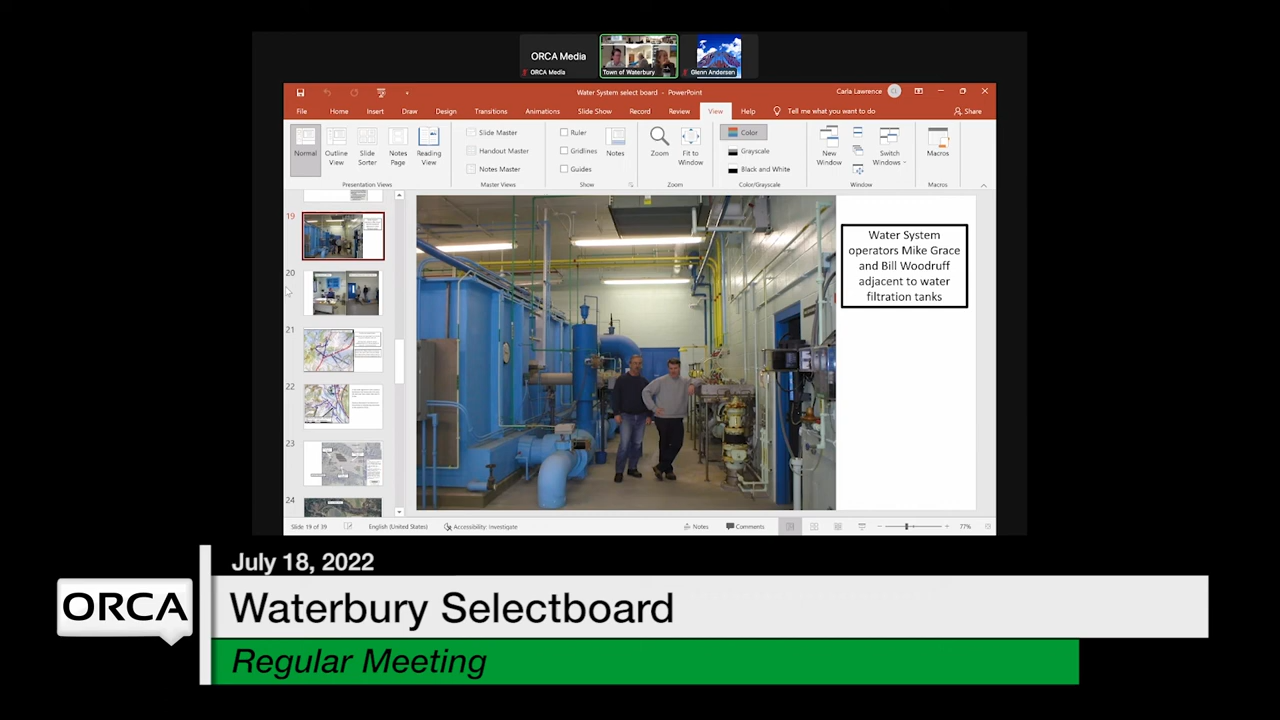 ORCA Media
ORCA Media
Town of Waterbury
Glenn Andersen
Water System select board - PowerPoint
Carla Lawrence
CL
File Home Insert Draw Design Transitions Animations Slide Show Record Review View Help Tell me what you want to do Share
Normal
Outline View
Slide Sorter
Notes Page
Reading View
Presentation Views
Slide Master
Handout Master
Notes Master
Master Views
Ruler
Gridlines
Guides
Show
Notes
Zoom
Fit to Window
Zoom
Color
Grayscale
Black and White
Color/Grayscale
New Window
Switch Windows
Window
Macros
Macros
19
20
21
22
23
24
Water System
operators Mike Grace
and Bill Woodruff
adjacent to water
filtration tanks
Slide 19 of 39 English (United States) Accessibility: Investigate Notes Comments 77%
July 18, 2022
ORCA
Waterbury Selectboard
Regular Meeting